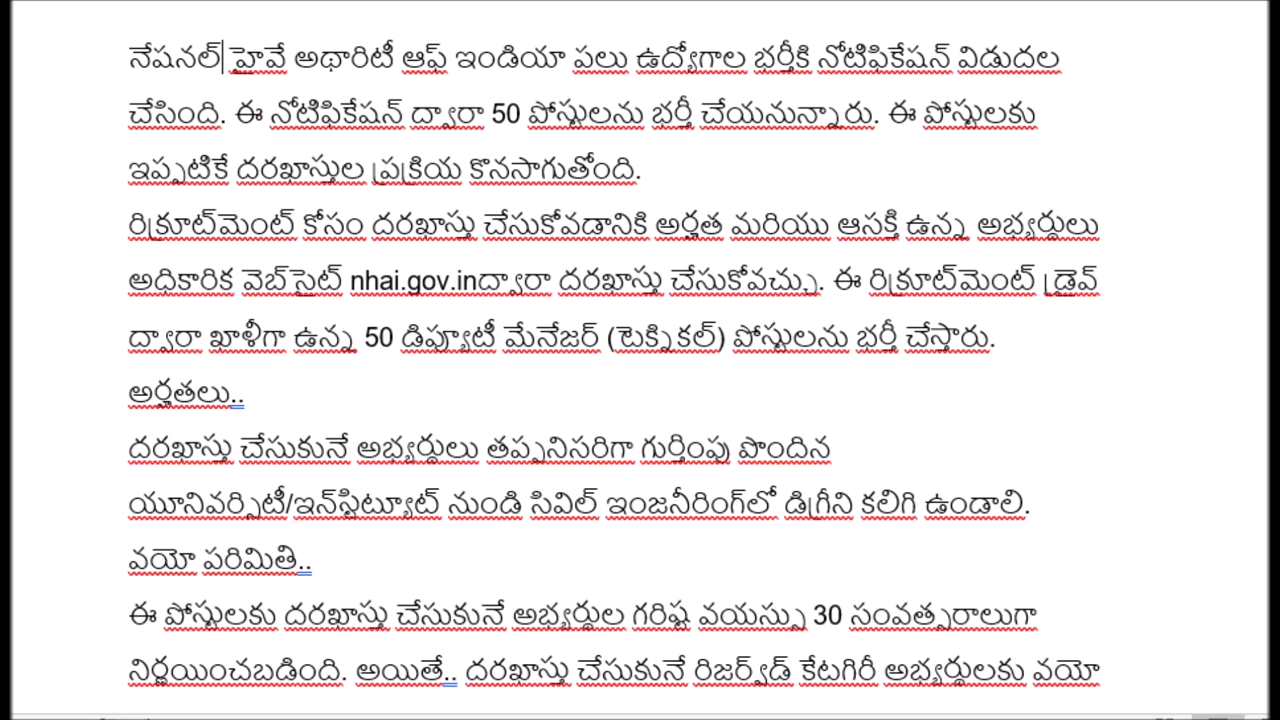 నేషనల్ హైవే అథారిటీ ఆఫ్ ఇండియా పలు ఉద్యోగాల భర్తీకి నోటిఫికేషన్ విడుదల
చేసింది. ఈ నోటిఫికేషన్ ద్వారా 50 పోస్టులను భర్తీ చేయనున్నారు. ఈ పోస్టులకు
ఇప్పటికే దరఖాస్తుల ప్రక్రియ కొనసాగుతోంది.
రిక్రూట్‌మెంట్ కోసం దరఖాస్తు చేసుకోవడానికి అర్హత మరియు ఆసక్తి ఉన్న అభ్యర్థులు
అధికారిక వెబ్‌సైట్ nhai.gov.inద్వారా దరఖాస్తు చేసుకోవచ్చు. ఈ రిక్రూట్‌మెంట్ డ్రైవ్
ద్వారా ఖాళీగా ఉన్న 50 డిప్యూటీ మేనేజర్ (టెక్నికల్) పోస్టులను భర్తీ చేస్తారు.
అర్హతలు..
దరఖాస్తు చేసుకునే అభ్యర్థులు తప్పనిసరిగా గుర్తింపు పొందిన
యూనివర్సిటీ/ఇన్‌స్టిట్యూట్ నుండి సివిల్ ఇంజనీరింగ్‌లో డిగ్రీని కలిగి ఉండాలి.
వయో పరిమితి..
ఈ పోస్టులకు దరఖాస్తు చేసుకునే అభ్యర్థుల గరిష్ట వయస్సు 30 సంవత్సరాలుగా
నిర్ణయించబడింది. అయితే.. దరఖాస్తు చేసుకునే రిజర్వ్‌డ్ కేటగిరీ అభ్యర్థులకు వయో